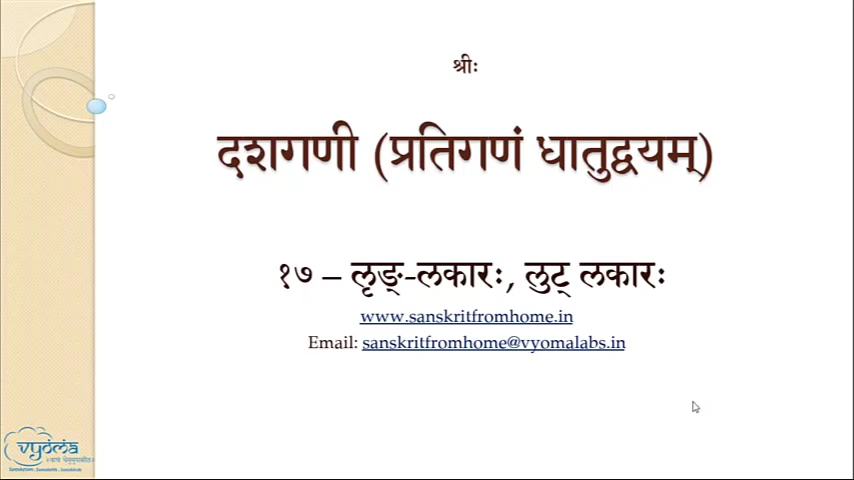 श्रीः
दशगणी (प्रतिगणं धातुद्वयम्)
१७ – लृङ्-लकारः, लुट् लकारः
www.sanskritfromhome.in
Email: sanskritfromhome@vyomalabs.in
vyoma